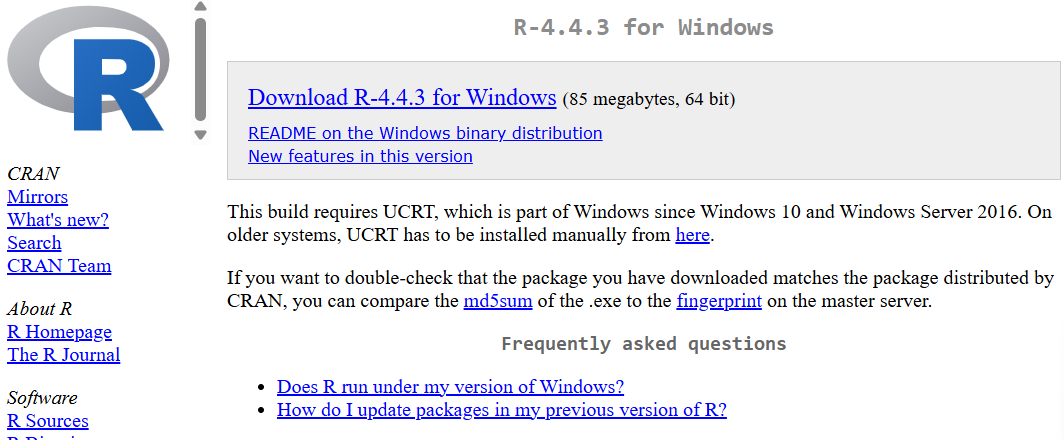 R
CRAN
Mirrors
What's new?
Search
CRAN Team
About R
R Homepage
The R Journal
Software
R Sources
R-4.4.3 for Windows
Download R-4.4.3 for Windows (85 megabytes, 64 bit)
README on the Windows binary distribution
New features in this version
This build requires UCRT, which is part of Windows since Windows 10 and Windows Server 2016. On
older systems, UCRT has to be installed manually from here.
If you want to double-check that the package you have downloaded matches the package distributed by
CRAN, you can compare the md5sum of the .exe to the fingerprint on the master server.
Frequently asked questions
• Does R run under my version of Windows?
• How do I update packages in my previous version of R?